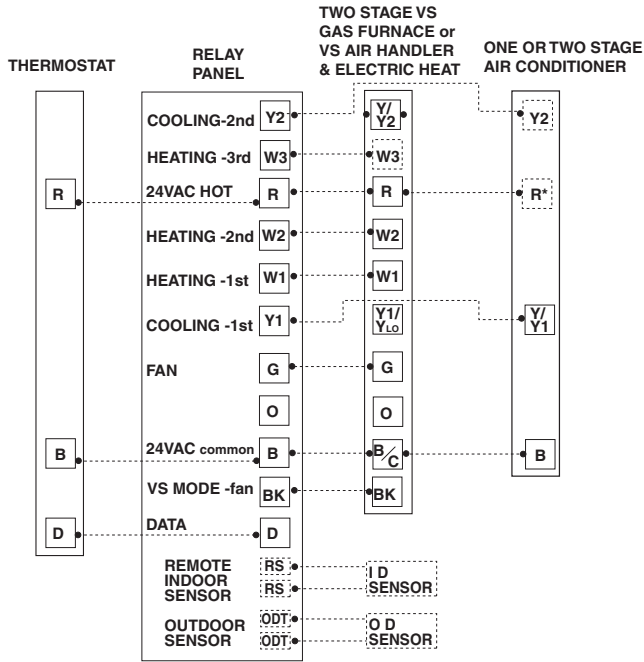 THERMOSTAT
RELAY
PANEL
TWO STAGE VS
GAS FURNACE or
VS AIR HANDLER
& ELECTRIC HEAT
ONE OR TWO STAGE
AIR CONDITIONER
COOLING-2nd Y2 Y/ Y2 Y2
HEATING -3rd W3 W3
R 24VAC HOT R R R*
HEATING -2nd W2 W2
HEATING -1st W1 W1
COOLING -1st Y1 Y1/ YLO Y/ Y1
FAN G G
O O
B 24VAC common B B/C B
VS MODE -fan BK BK
D DATA D
REMOTE
INDOOR
SENSOR
RS
RS
I D
SENSOR
OUTDOOR
SENSOR
ODT
ODT
O D
SENSOR